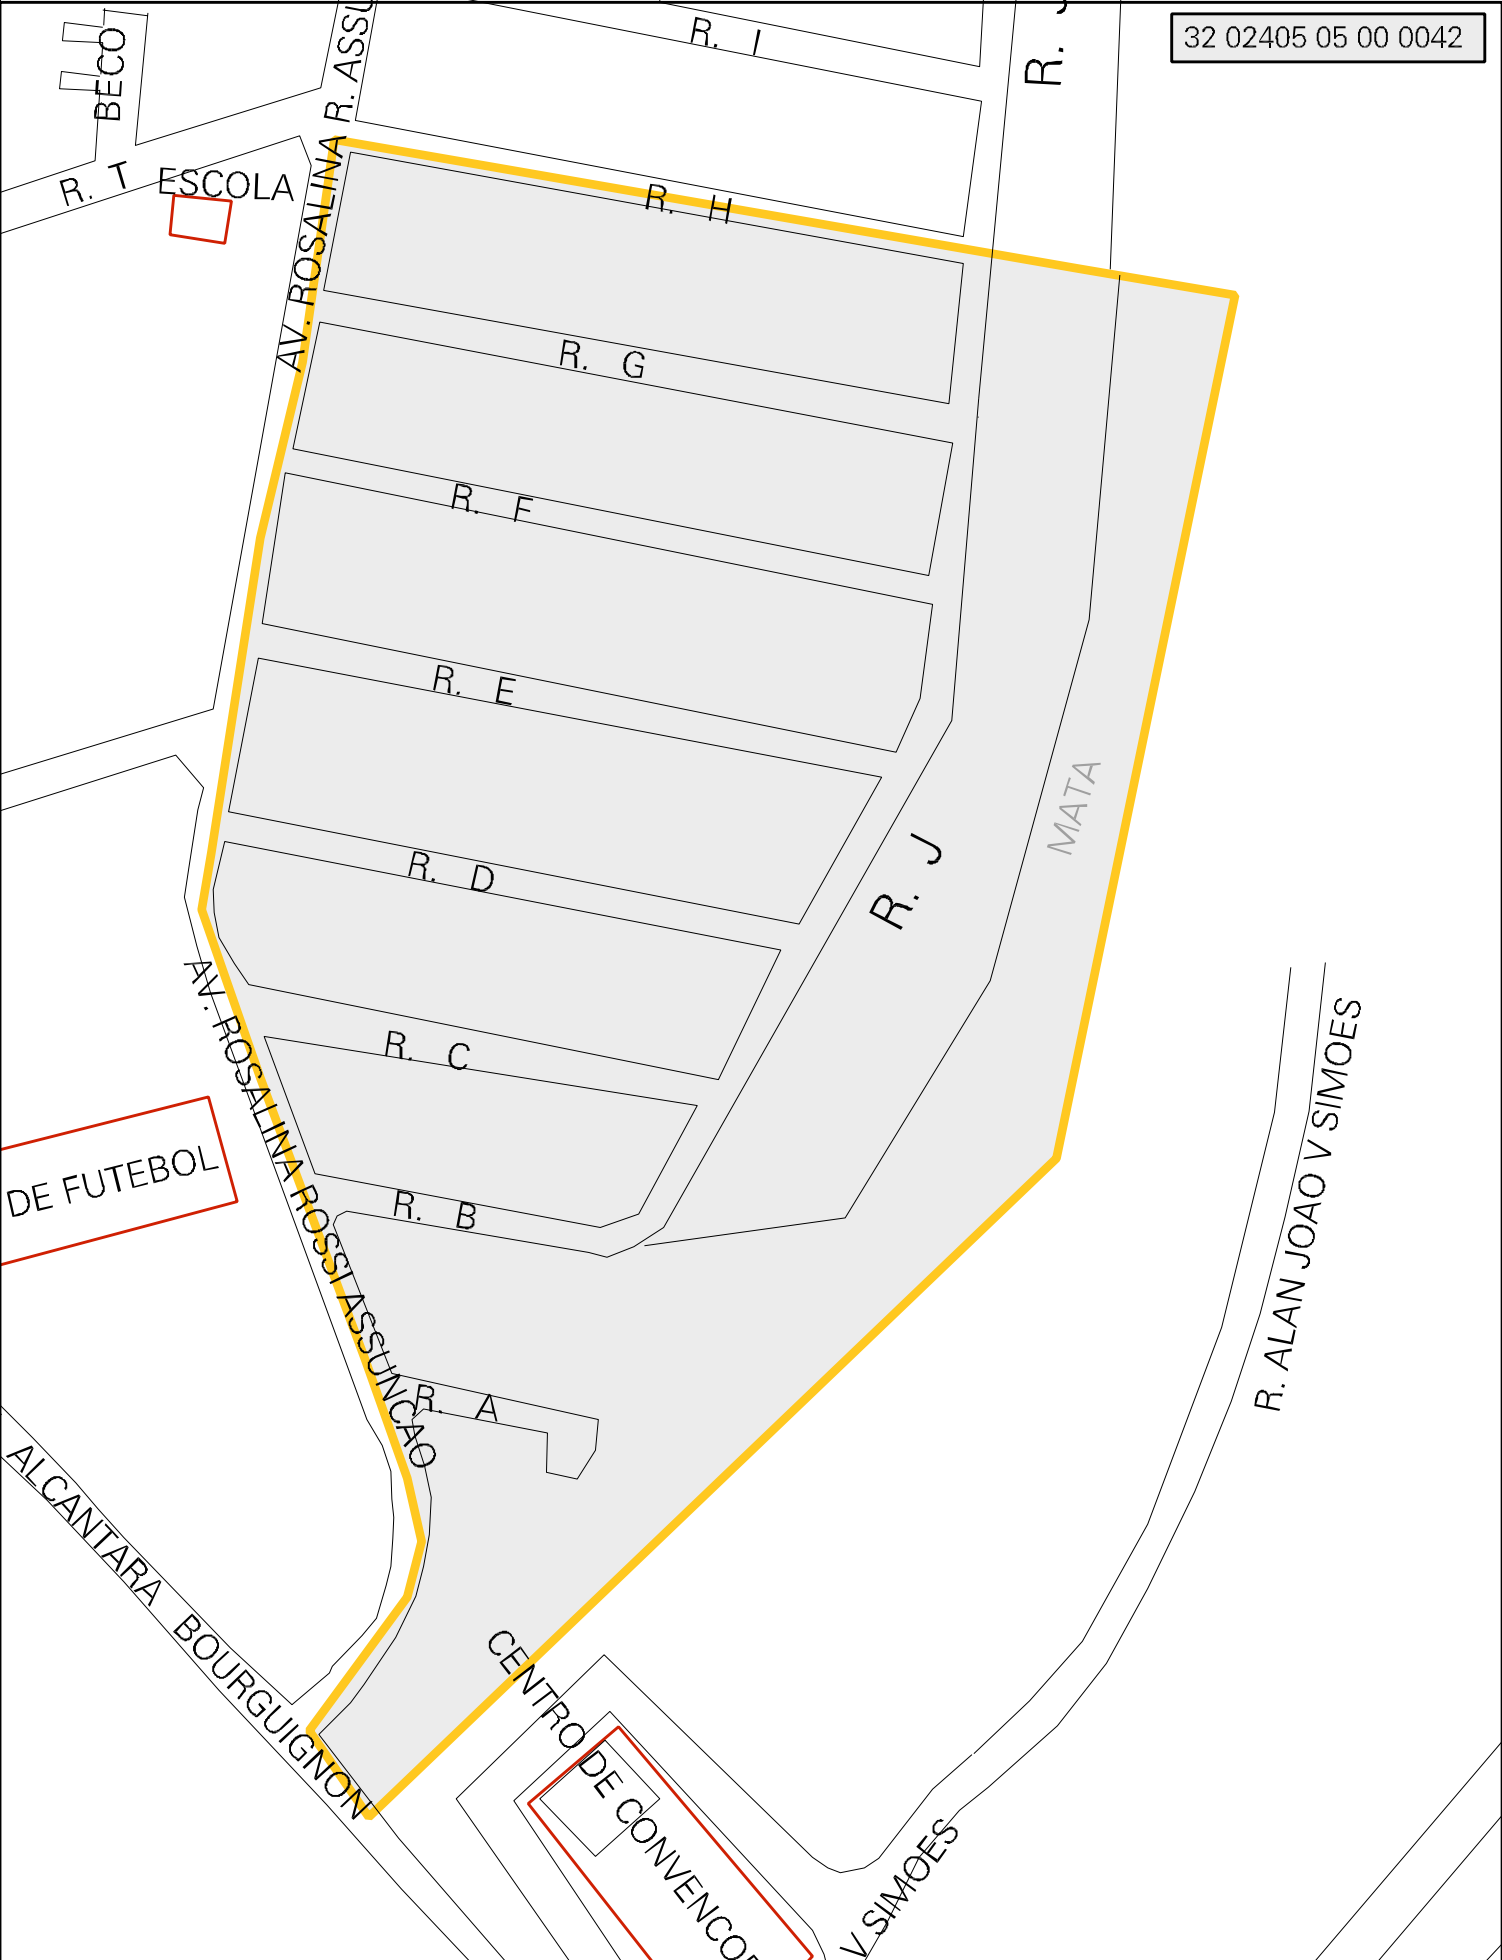 R. I
R. J
32 02405 05 00 0042
BECO
R. T
ESCOLA
AV. ROSALINA R. ASSU
R. H
R. G
R. F
R. E
MATA
R. D
R. J
R. C
AV. ROSALINA ROSSI ASSUNCAO
DE FUTEBOL
R. B
R. ALAN JOAO V SIMOES
R. A
ALCANTARA BOURGUIGNON
CENTRO DE CONVENCOE
V SIMOES